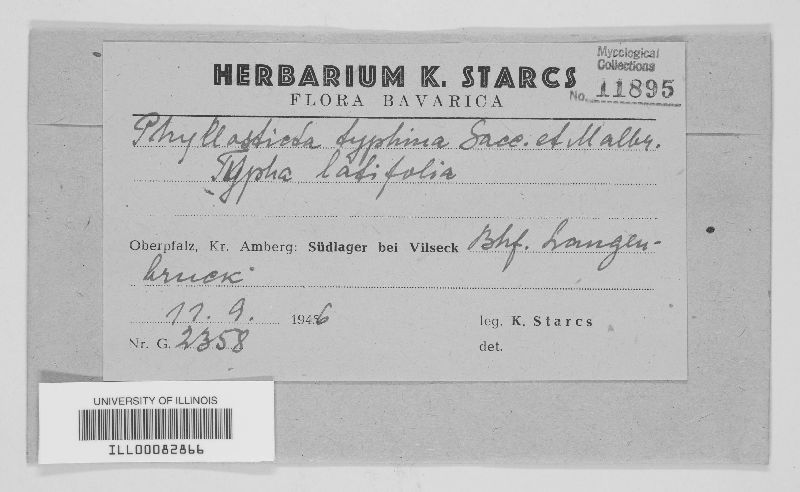 Mycological
Collections
No. 11895
HERBARIUM K. STARCS
FLORA BAVARICA
Phyllosticta typhina Sacc. et Malbr.
Typha latifolia
Oberpfalz, Kr. Amberg: Südlager bei Vilseck Bhf. Langen-
bruck
11. 9. 1946 leg. K. Starcs
Nr. G. 2358 det.
UNIVERSITY OF ILLINOIS
ILL00082866